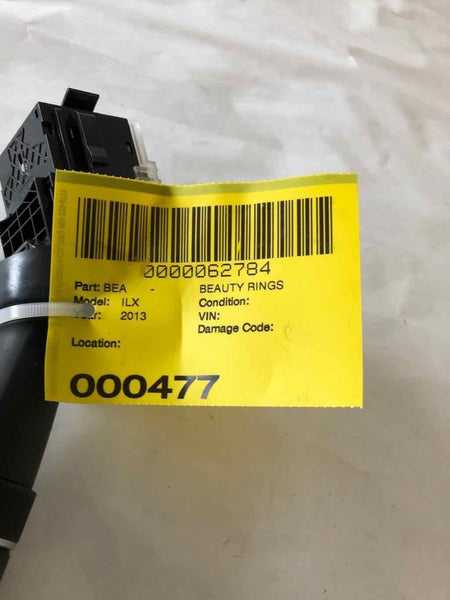 0000062784
Part: BEA - BEAUTY RINGS
Model: ILX Condition:
2013 VIN:
Damage Code:
Location:
000477